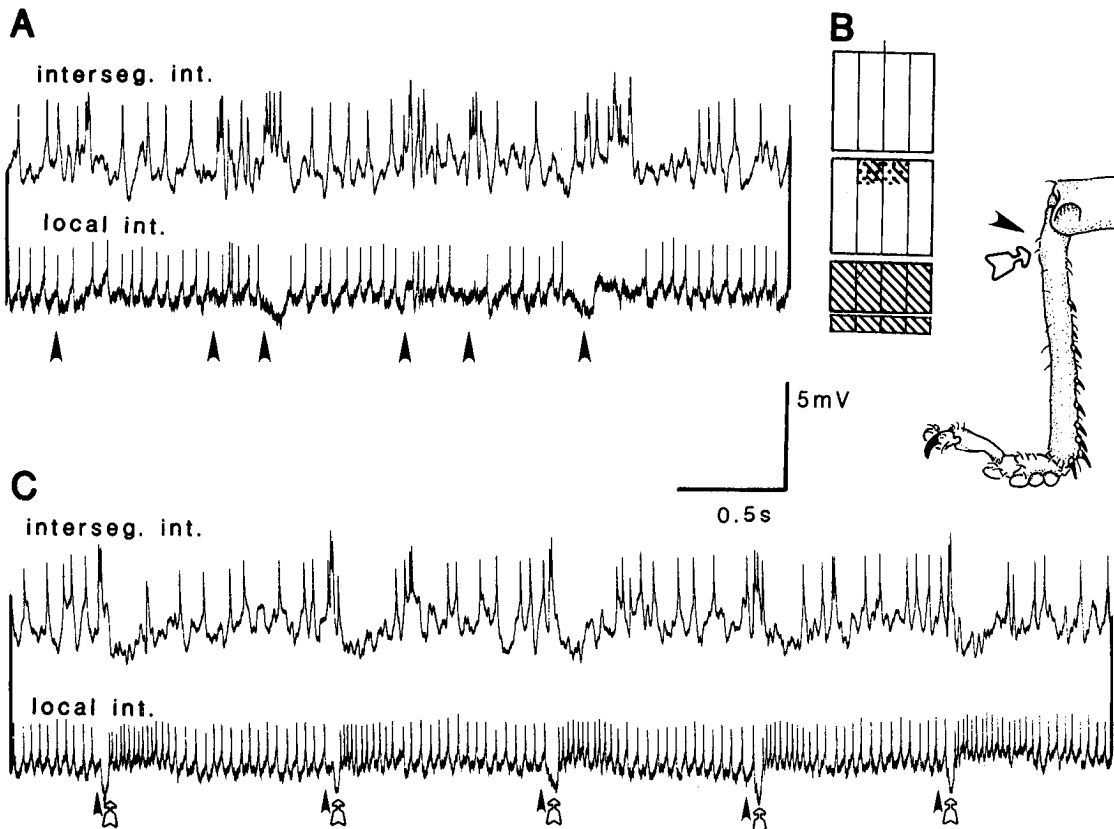 A
interseg. int.
local int.
B
5mV
0.5s
C
interseg. int.
local int.